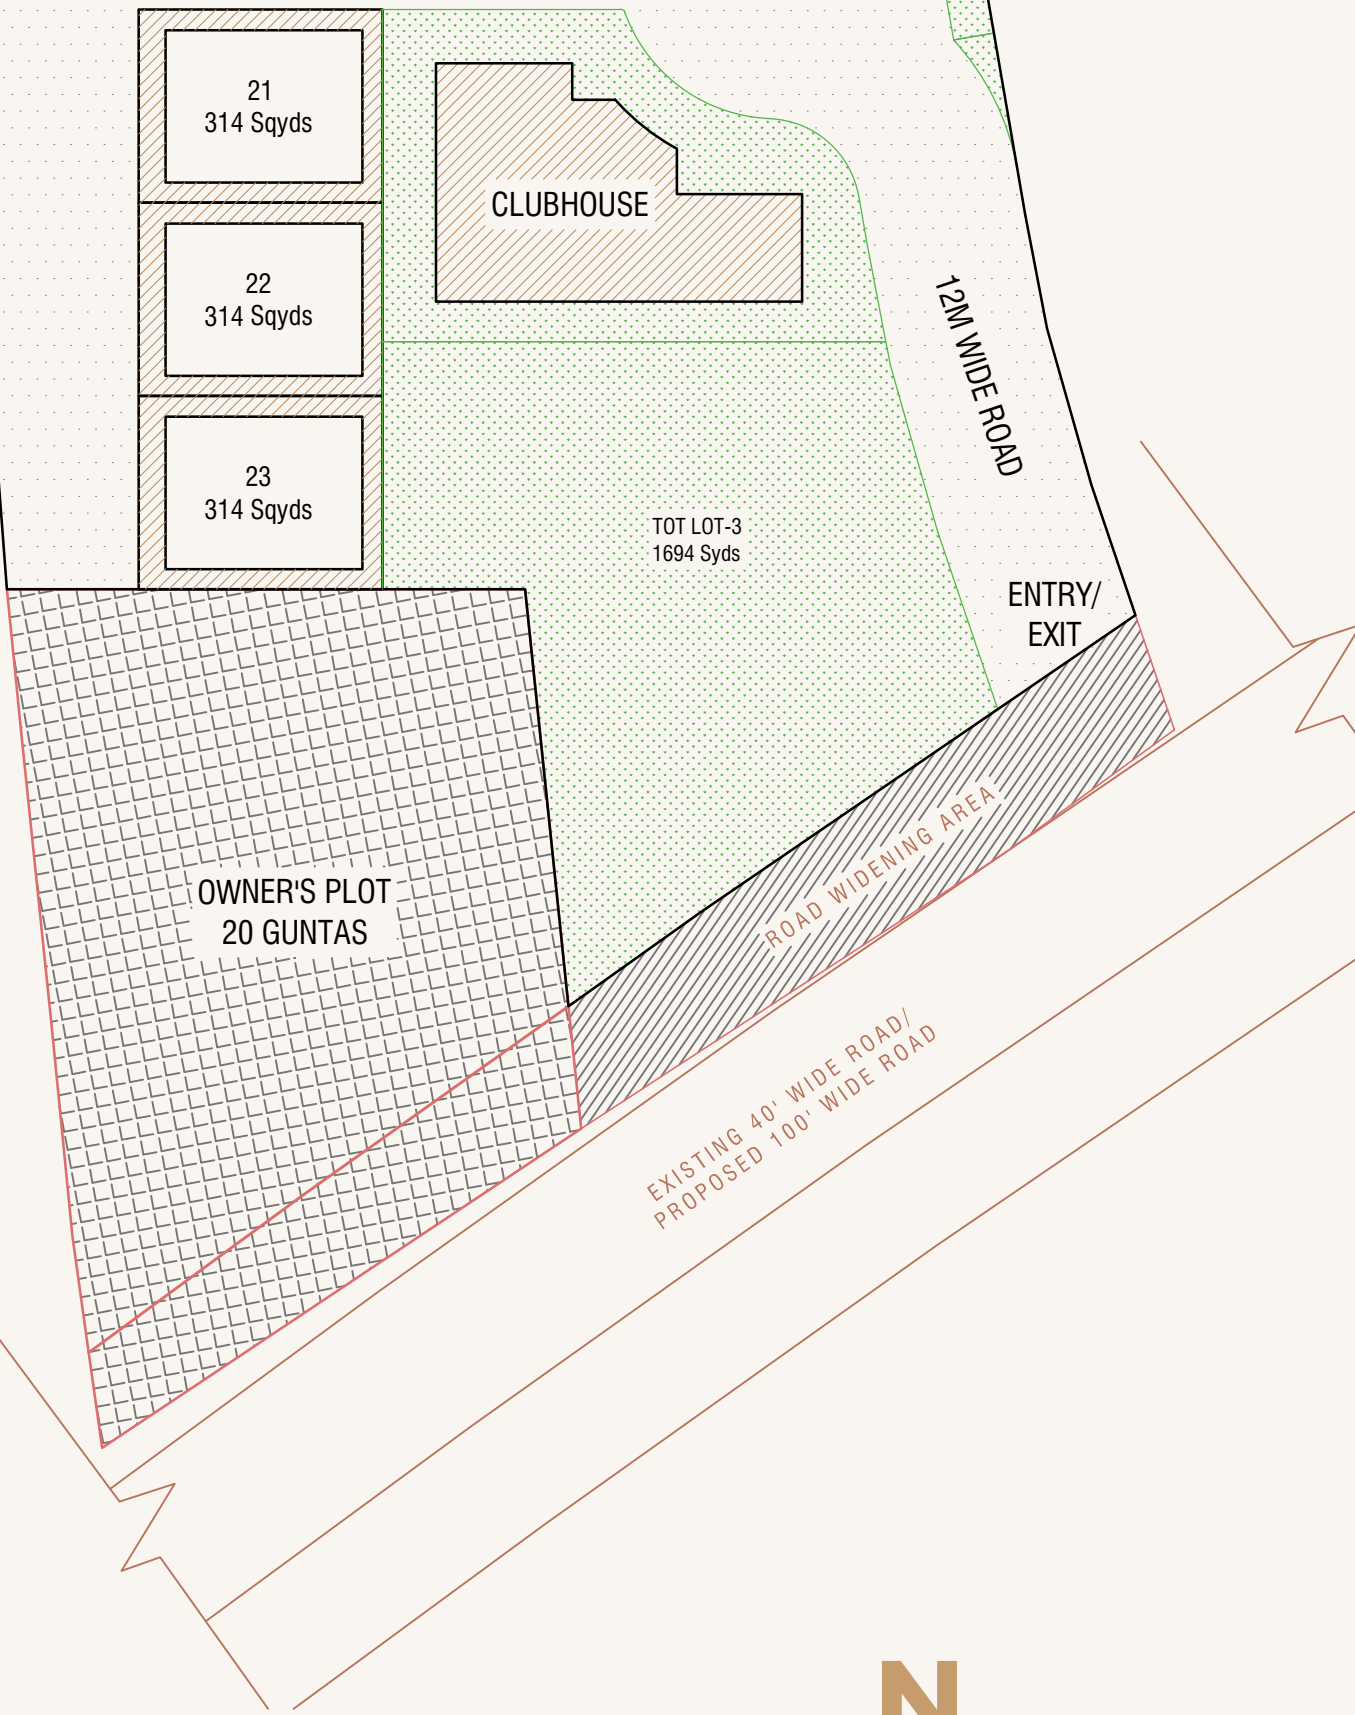 21
314 Sqyds
CLUBHOUSE
22
314 Sqyds
12M WIDE ROAD
23
314 Sqyds
TOT LOT-3
1694 Syds
ENTRY/
EXIT
ROAD WIDENING AREA
OWNER'S PLOT
20 GUNTAS
EXISTING 40' WIDE ROAD/
PROPOSED 100' WIDE ROAD
N